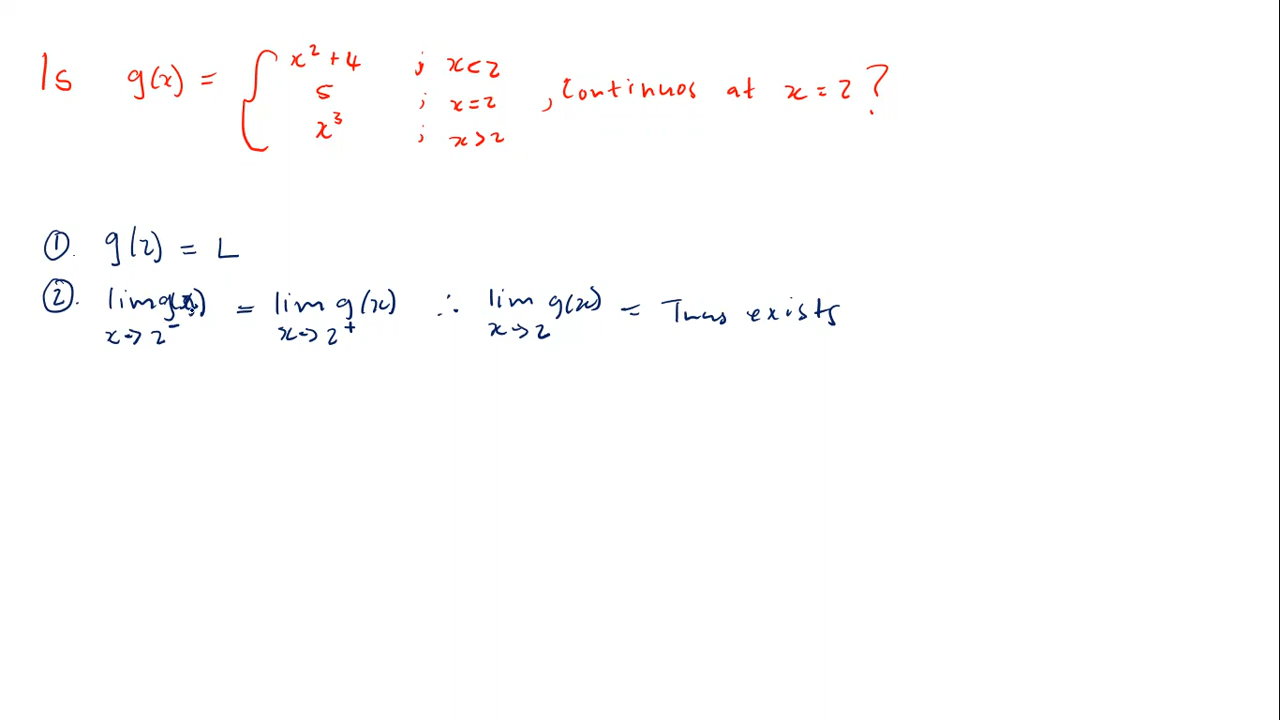 Is g(x) = { x² + 4 ; x < 2
5 ; x = 2 , Continuos at x = 2 ?
x³ ; x > 2
①. g(2) = L
②. lim g(x) = lim g(x) ∴ lim g(x) = exists
x→2⁻ x→2⁺ x→2